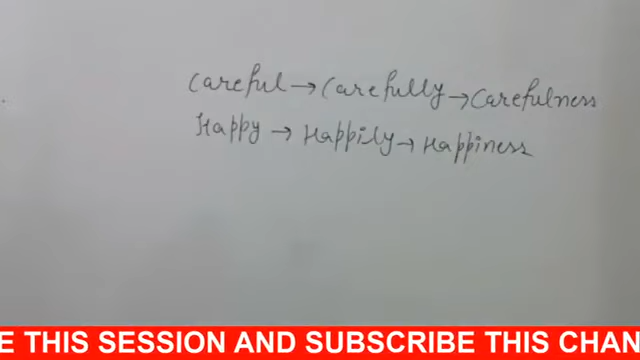 Careful → Carefully → Carefulness
Happy → Happily → Happiness
E THIS SESSION AND SUBSCRIBE THIS CHAN